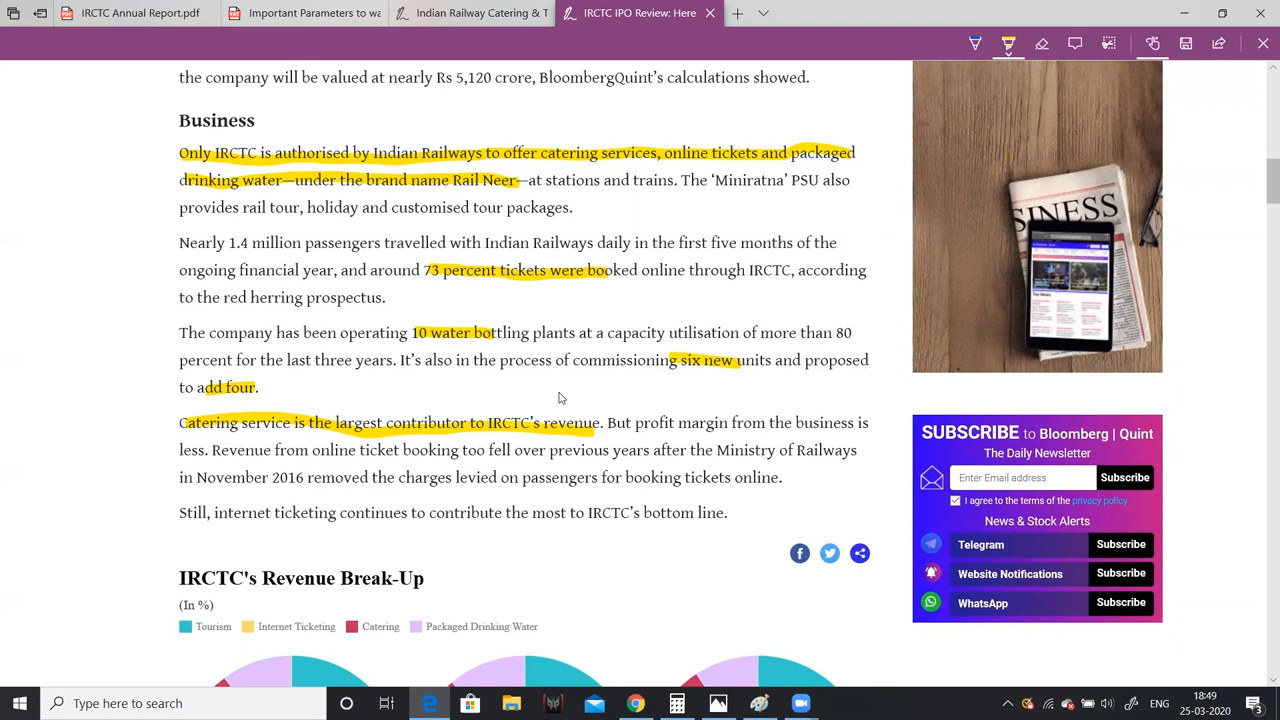 IRCTC Annual Report.pdf
Important Parameters to wa
Indian Railway Catering & T
IRCTC IPO Review: Here
the company will be valued at nearly Rs 5,120 crore, BloombergQuint's calculations showed.
Business
Only IRCTC is authorised by Indian Railways to offer catering services, online tickets and packaged
drinking water—under the brand name Rail Neer—at stations and trains. The 'Miniratna' PSU also
provides rail tour, holiday and customised tour packages.
Nearly 1.4 million passengers travelled with Indian Railways daily in the first five months of the
ongoing financial year, and around 73 percent tickets were booked online through IRCTC, according
to the red herring prospectus.
The company has been operating 10 water bottling plants at a capacity utilisation of more than 80
percent for the last three years. It's also in the process of commissioning six new units and proposed
to add four.
Catering service is the largest contributor to IRCTC's revenue. But profit margin from the business is
less. Revenue from online ticket booking too fell over previous years after the Ministry of Railways
in November 2016 removed the charges levied on passengers for booking tickets online.
Still, internet ticketing continues to contribute the most to IRCTC's bottom line.
IRCTC's Revenue Break-Up
(In %)
Tourism Internet Ticketing Catering Packaged Drinking Water
SINESS
SUBSCRIBE to Bloomberg | Quint
The Daily Newsletter
Enter Email address Subscribe
I agree to the terms of the privacy policy
News & Stock Alerts
Telegram Subscribe
Website Notifications Subscribe
WhatsApp Subscribe
Type here to search
18:49
25-03-2020
3